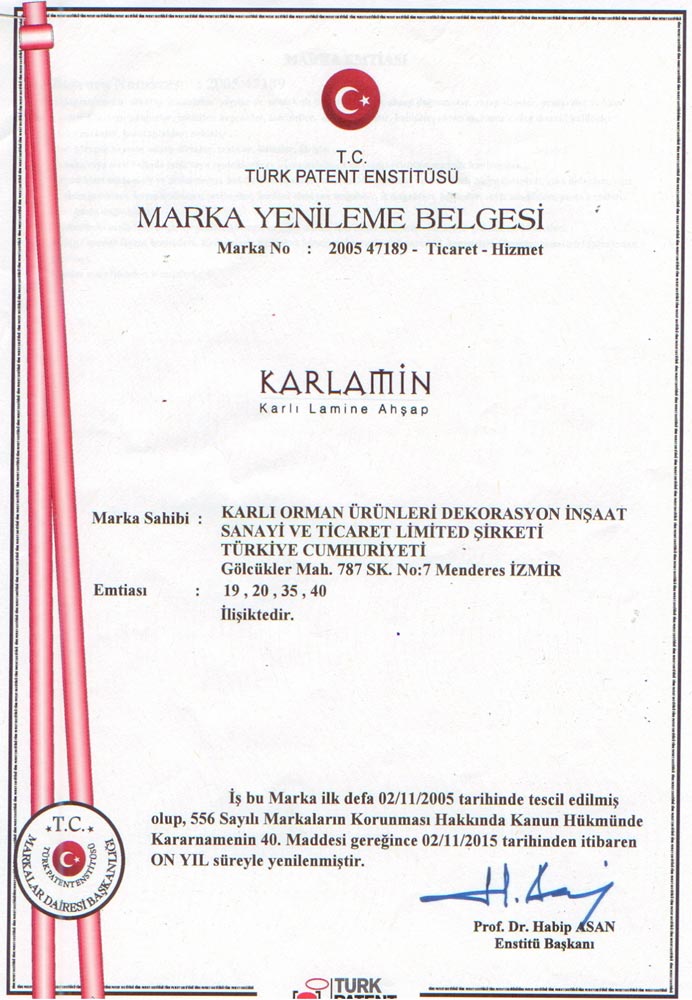 T.C.
TÜRK PATENT ENSTİTÜSÜ
MARKA YENİLEME BELGESİ
Marka No : 2005 47189 - Ticaret - Hizmet
KARLAMİN
Karlı Lamine Ahşap
Marka Sahibi : KARLI ORMAN ÜRÜNLERİ DEKORASYON İNŞAAT
SANAYİ VE TİCARET LİMİTED ŞİRKETİ
TÜRKİYE CUMHURİYETİ
Gölcükler Mah. 787 SK. No:7 Menderes İZMİR
Emtiası : 19 , 20 , 35 , 40
İlişiktedir.
İş bu Marka ilk defa 02/11/2005 tarihinde tescil edilmiş
olup, 556 Sayılı Markaların Korunması Hakkında Kanun Hükmünde
Kararnamenin 40. Maddesi gereğince 02/11/2015 tarihinden itibaren
ON YIL süreyle yenilenmiştir.
T.C.
TÜRK PATENT ENSTİTÜSÜ
MARKALAR DAİRESİ BAŞKANLIĞI
Prof. Dr. Habip ASAN
Enstitü Başkanı
TURK
PATENT